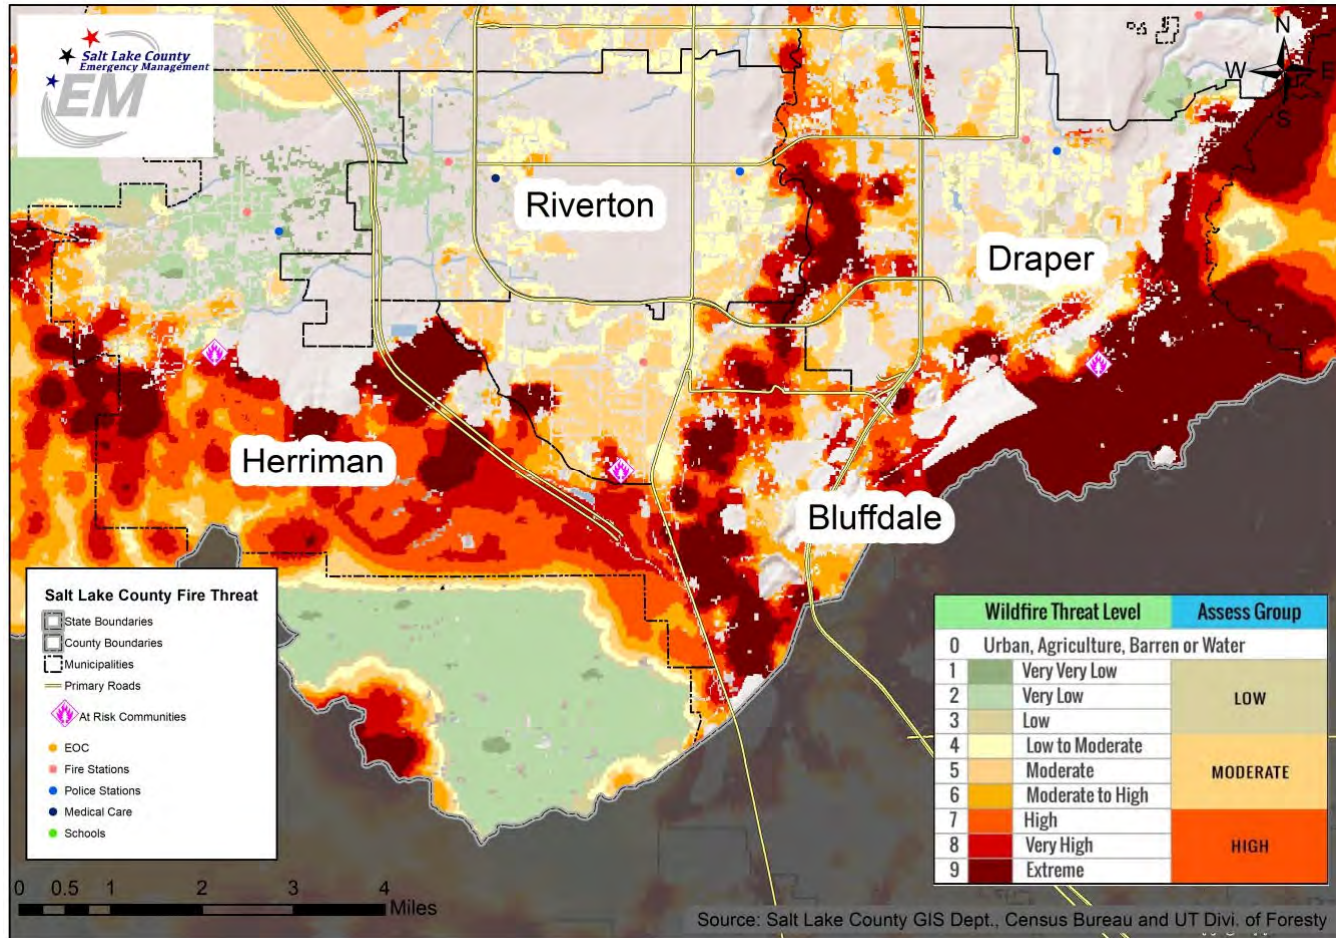 Salt Lake County
Emergency Management
EM
N
W
E
S
Riverton
Draper
Herriman
Bluffdale
Salt Lake County Fire Threat
State Boundaries
County Boundaries
Municipalities
Primary Roads
At Risk Communities
EOC
Fire Stations
Police Stations
Medical Care
Schools
Wildfire Threat Level Assess Group
0 Urban, Agriculture, Barren or Water
1 Very Very Low
2 Very Low
LOW
3 Low
4 Low to Moderate
5 Moderate
MODERATE
6 Moderate to High
7 High
8 Very High
HIGH
9 Extreme
0 0.5 1 2 3 4
Miles
Source: Salt Lake County GIS Dept., Census Bureau and UT Divi. of Foresty